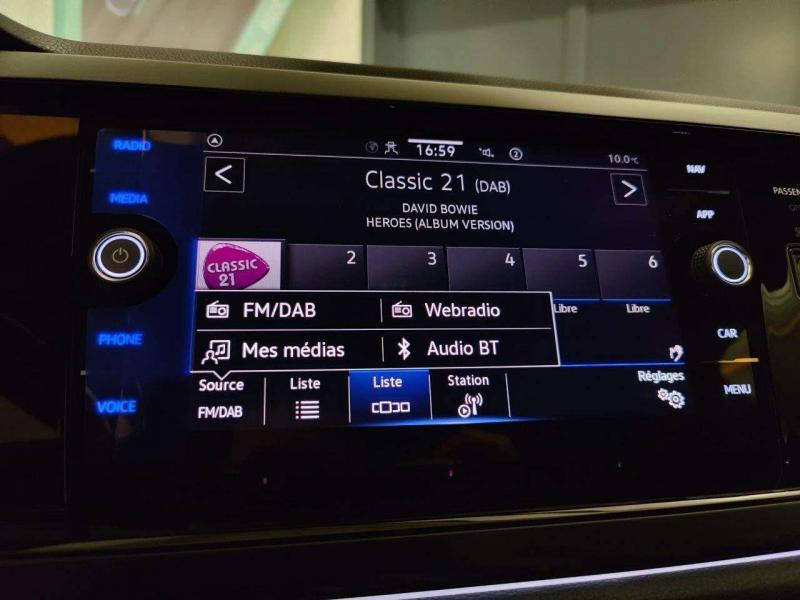 RADIO
MEDIA
PHONE
VOICE
16:59
2
10.0°C
<
Classic 21 (DAB)
>
DAVID BOWIE
HEROES (ALBUM VERSION)
CLASSIC
21
2
3
4
5
6
Libre
Libre
FM/DAB
Webradio
Mes médias
Audio BT
Source
FM/DAB
Liste
Liste
Station
Réglages
NAV
APP
CAR
MENU